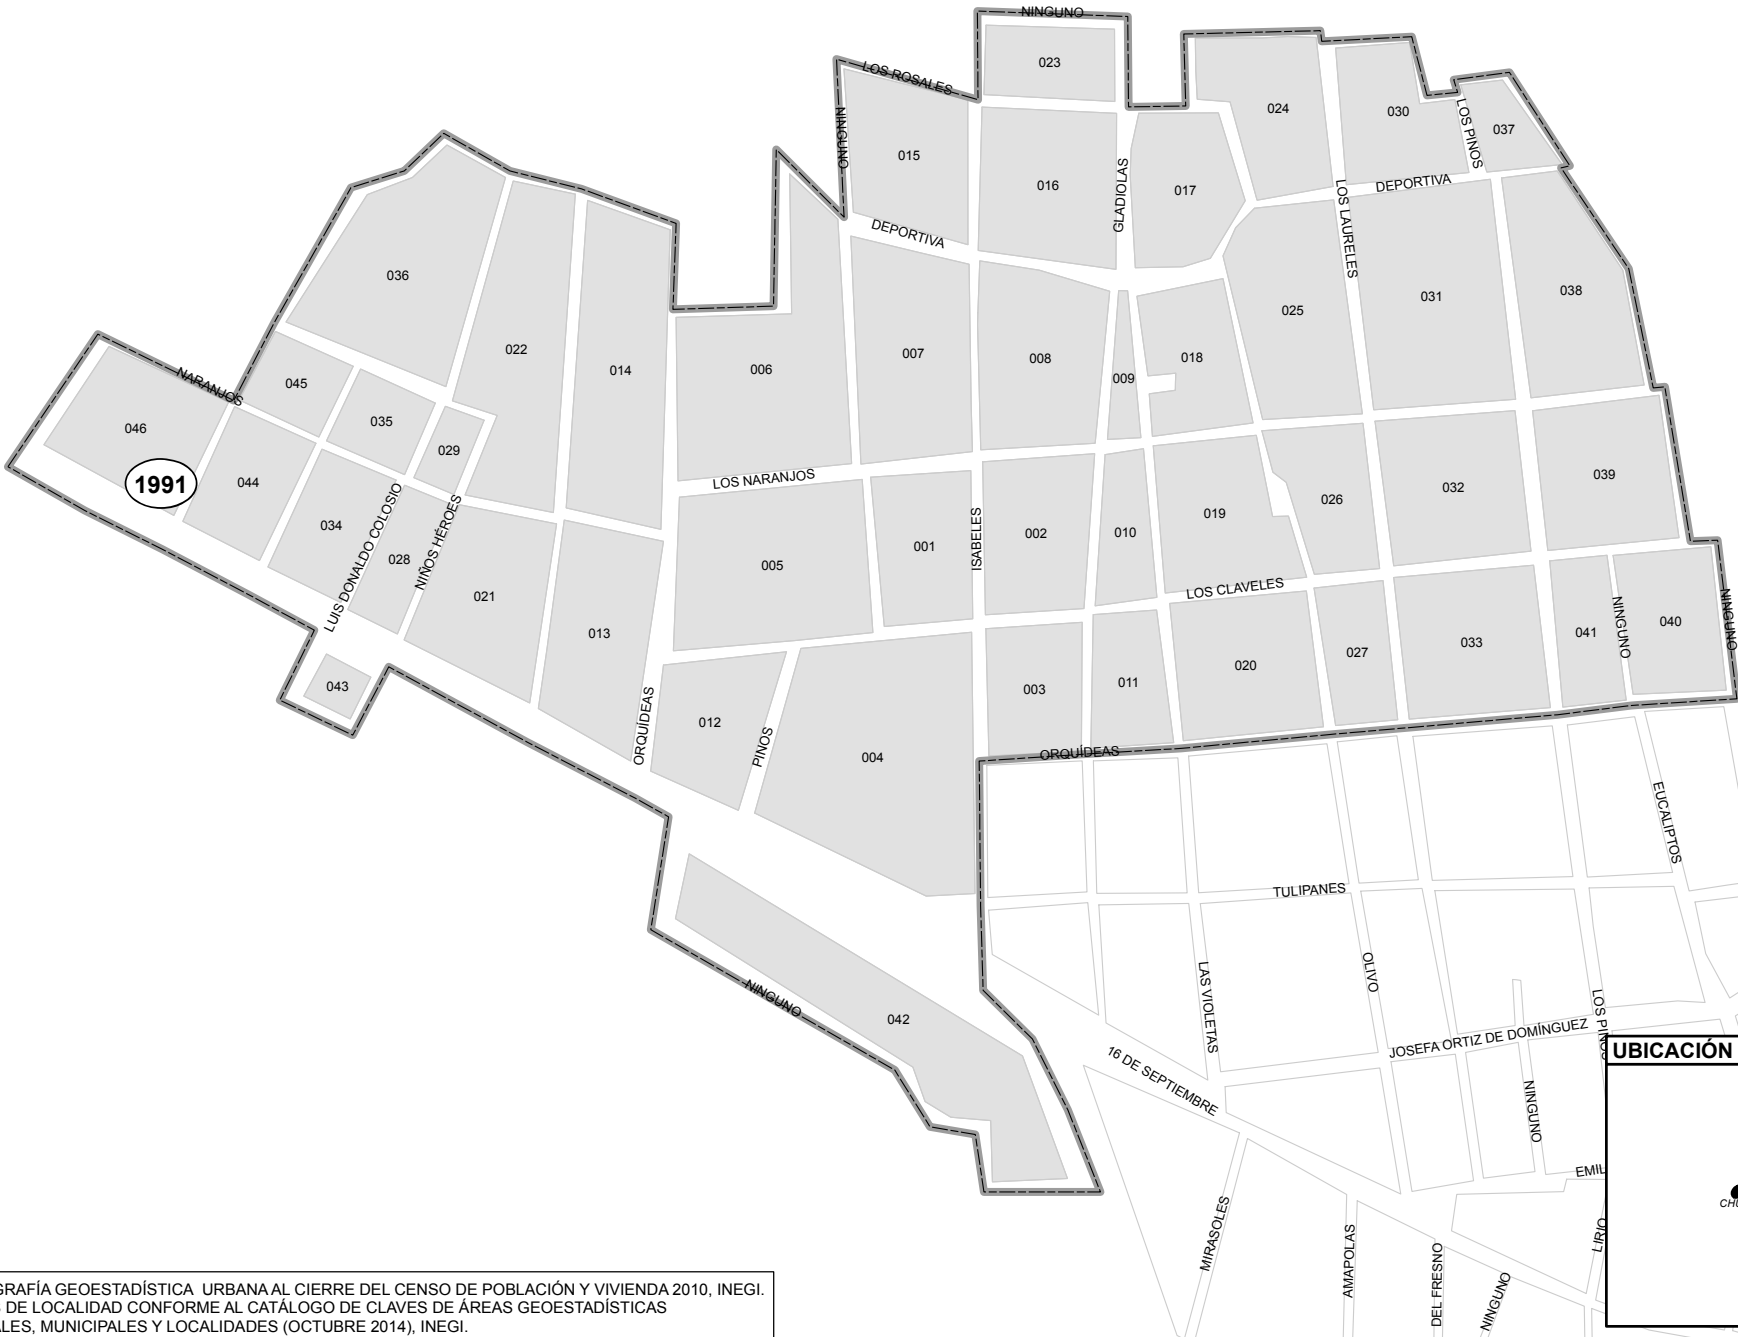 NINGUNO
LOS ROSALES
023
024
030
LOS PINOS
037
NINGUNO
015
016
GLADIOLAS
017
LOS LAURELES
DEPORTIVA
DEPORTIVA
036
022
014
006
007
008
009
018
025
031
038
NARANJOS
045
035
029
046
1991
044
034
LUIS DONALDO COLOSIO
028
NIÑOS HÉROES
021
013
LOS NARANJOS
005
001
ISABELES
002
010
019
026
032
039
LOS CLAVELES
043
ORQUÍDEAS
012
PINOS
004
003
011
020
027
033
041
NINGUNO
040
NINGUNO
ORQUÍDEAS
EUCALIPTOS
TULIPANES
NINGUNO
042
LAS VIOLETAS
OLIVO
JOSEFA ORTIZ DE DOMÍNGUEZ
16 DE SEPTIEMBRE
NINGUNO
UBICACIÓN
MIRASOLES
AMAPOLAS
DEL FRESNO
NINGUNO
GRAFÍA GEOESTADÍSTICA URBANA AL CIERRE DEL CENSO DE POBLACIÓN Y VIVIENDA 2010, INEGI.
DE LOCALIDAD CONFORME AL CATÁLOGO DE CLAVES DE ÁREAS GEOESTADÍSTICAS
ALES, MUNICIPALES Y LOCALIDADES (OCTUBRE 2014), INEGI.